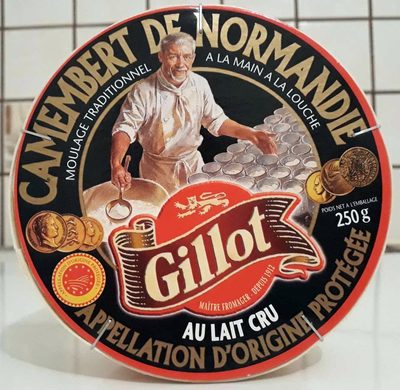 CAMEMBERT DE NORMANDIE
MOULAGE TRADITIONNEL
A LA MAIN A LA LOUCHE
POIDS NET A L'EMBALLAGE
250 g
Gillot
MAÎTRE FROMAGER - DEPUIS 1912
AU LAIT CRU
APPELLATION D'ORIGINE PROTÉGÉE